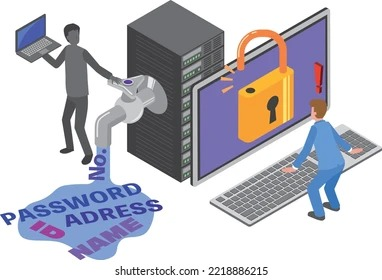 No.
PASSWORD
ID ADRESS
NAME
!
shutterstock.com · 2218886215